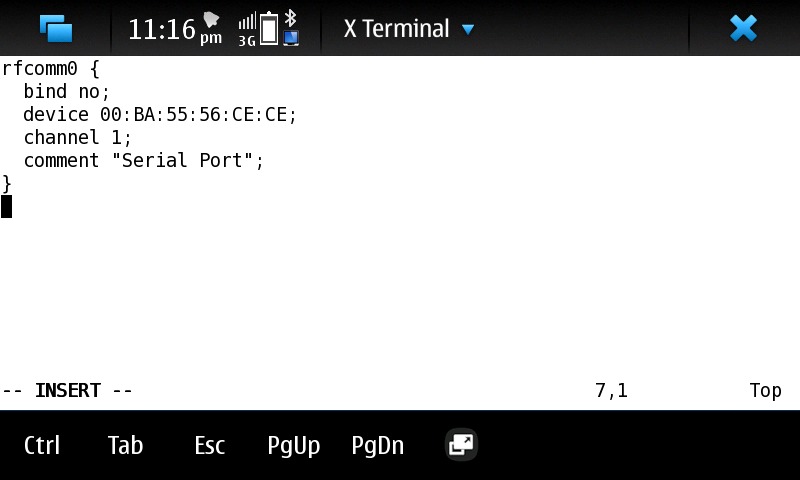 11:16 pm 3G X Terminal
rfcomm0 {
  bind no;
  device 00:BA:55:56:CE:CE;
  channel 1;
  comment "Serial Port";
}
-- INSERT -- 7,1 Top
Ctrl Tab Esc PgUp PgDn